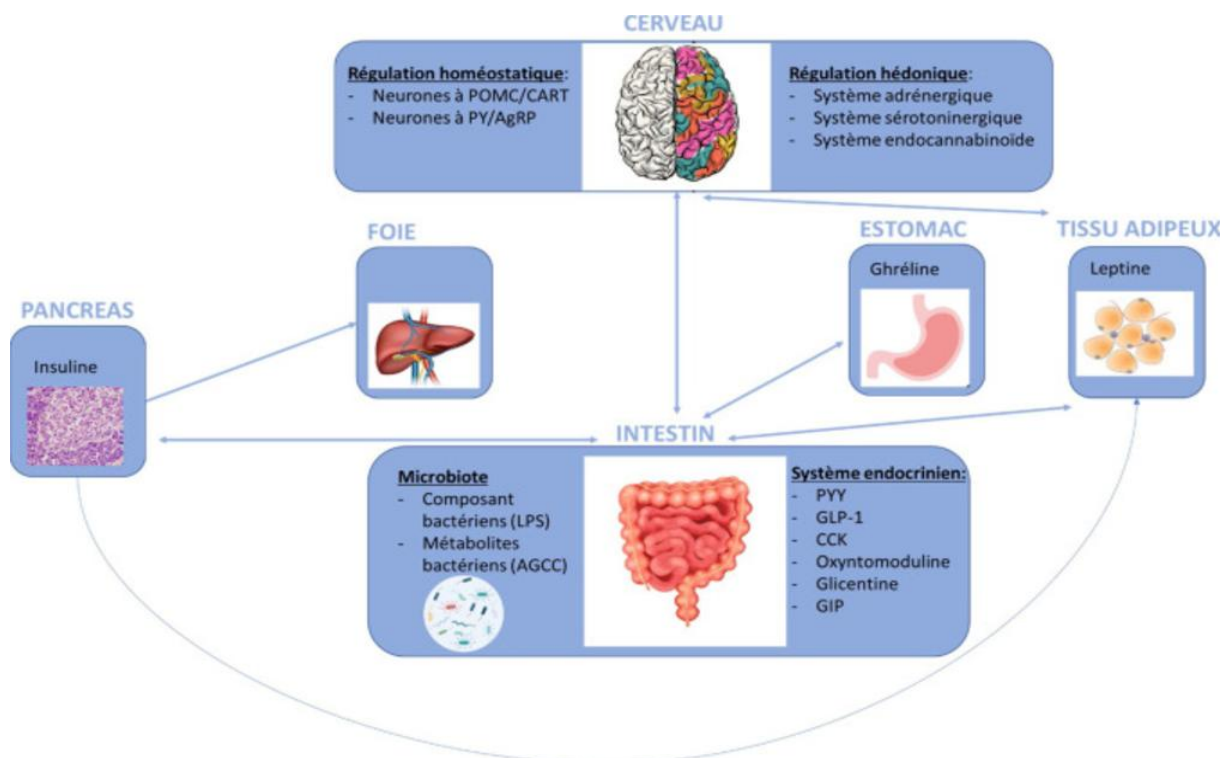 CERVEAU
Régulation homéostatique:
- Neurones à POMC/CART
- Neurones à PY/AgRP
Régulation hédonique:
- Système adrénergique
- Système sérotoninergique
- Système endocannabinoïde
FOIE
ESTOMAC
Ghréline
TISSU ADIPEUX
Leptine
PANCREAS
Insuline
INTESTIN
Microbiote
- Composant
bactériens (LPS)
- Métabolites
bactériens (AGCC)
Système endocrinien:
- PYY
- GLP-1
- CCK
- Oxyntomoduline
- Glicentine
- GIP